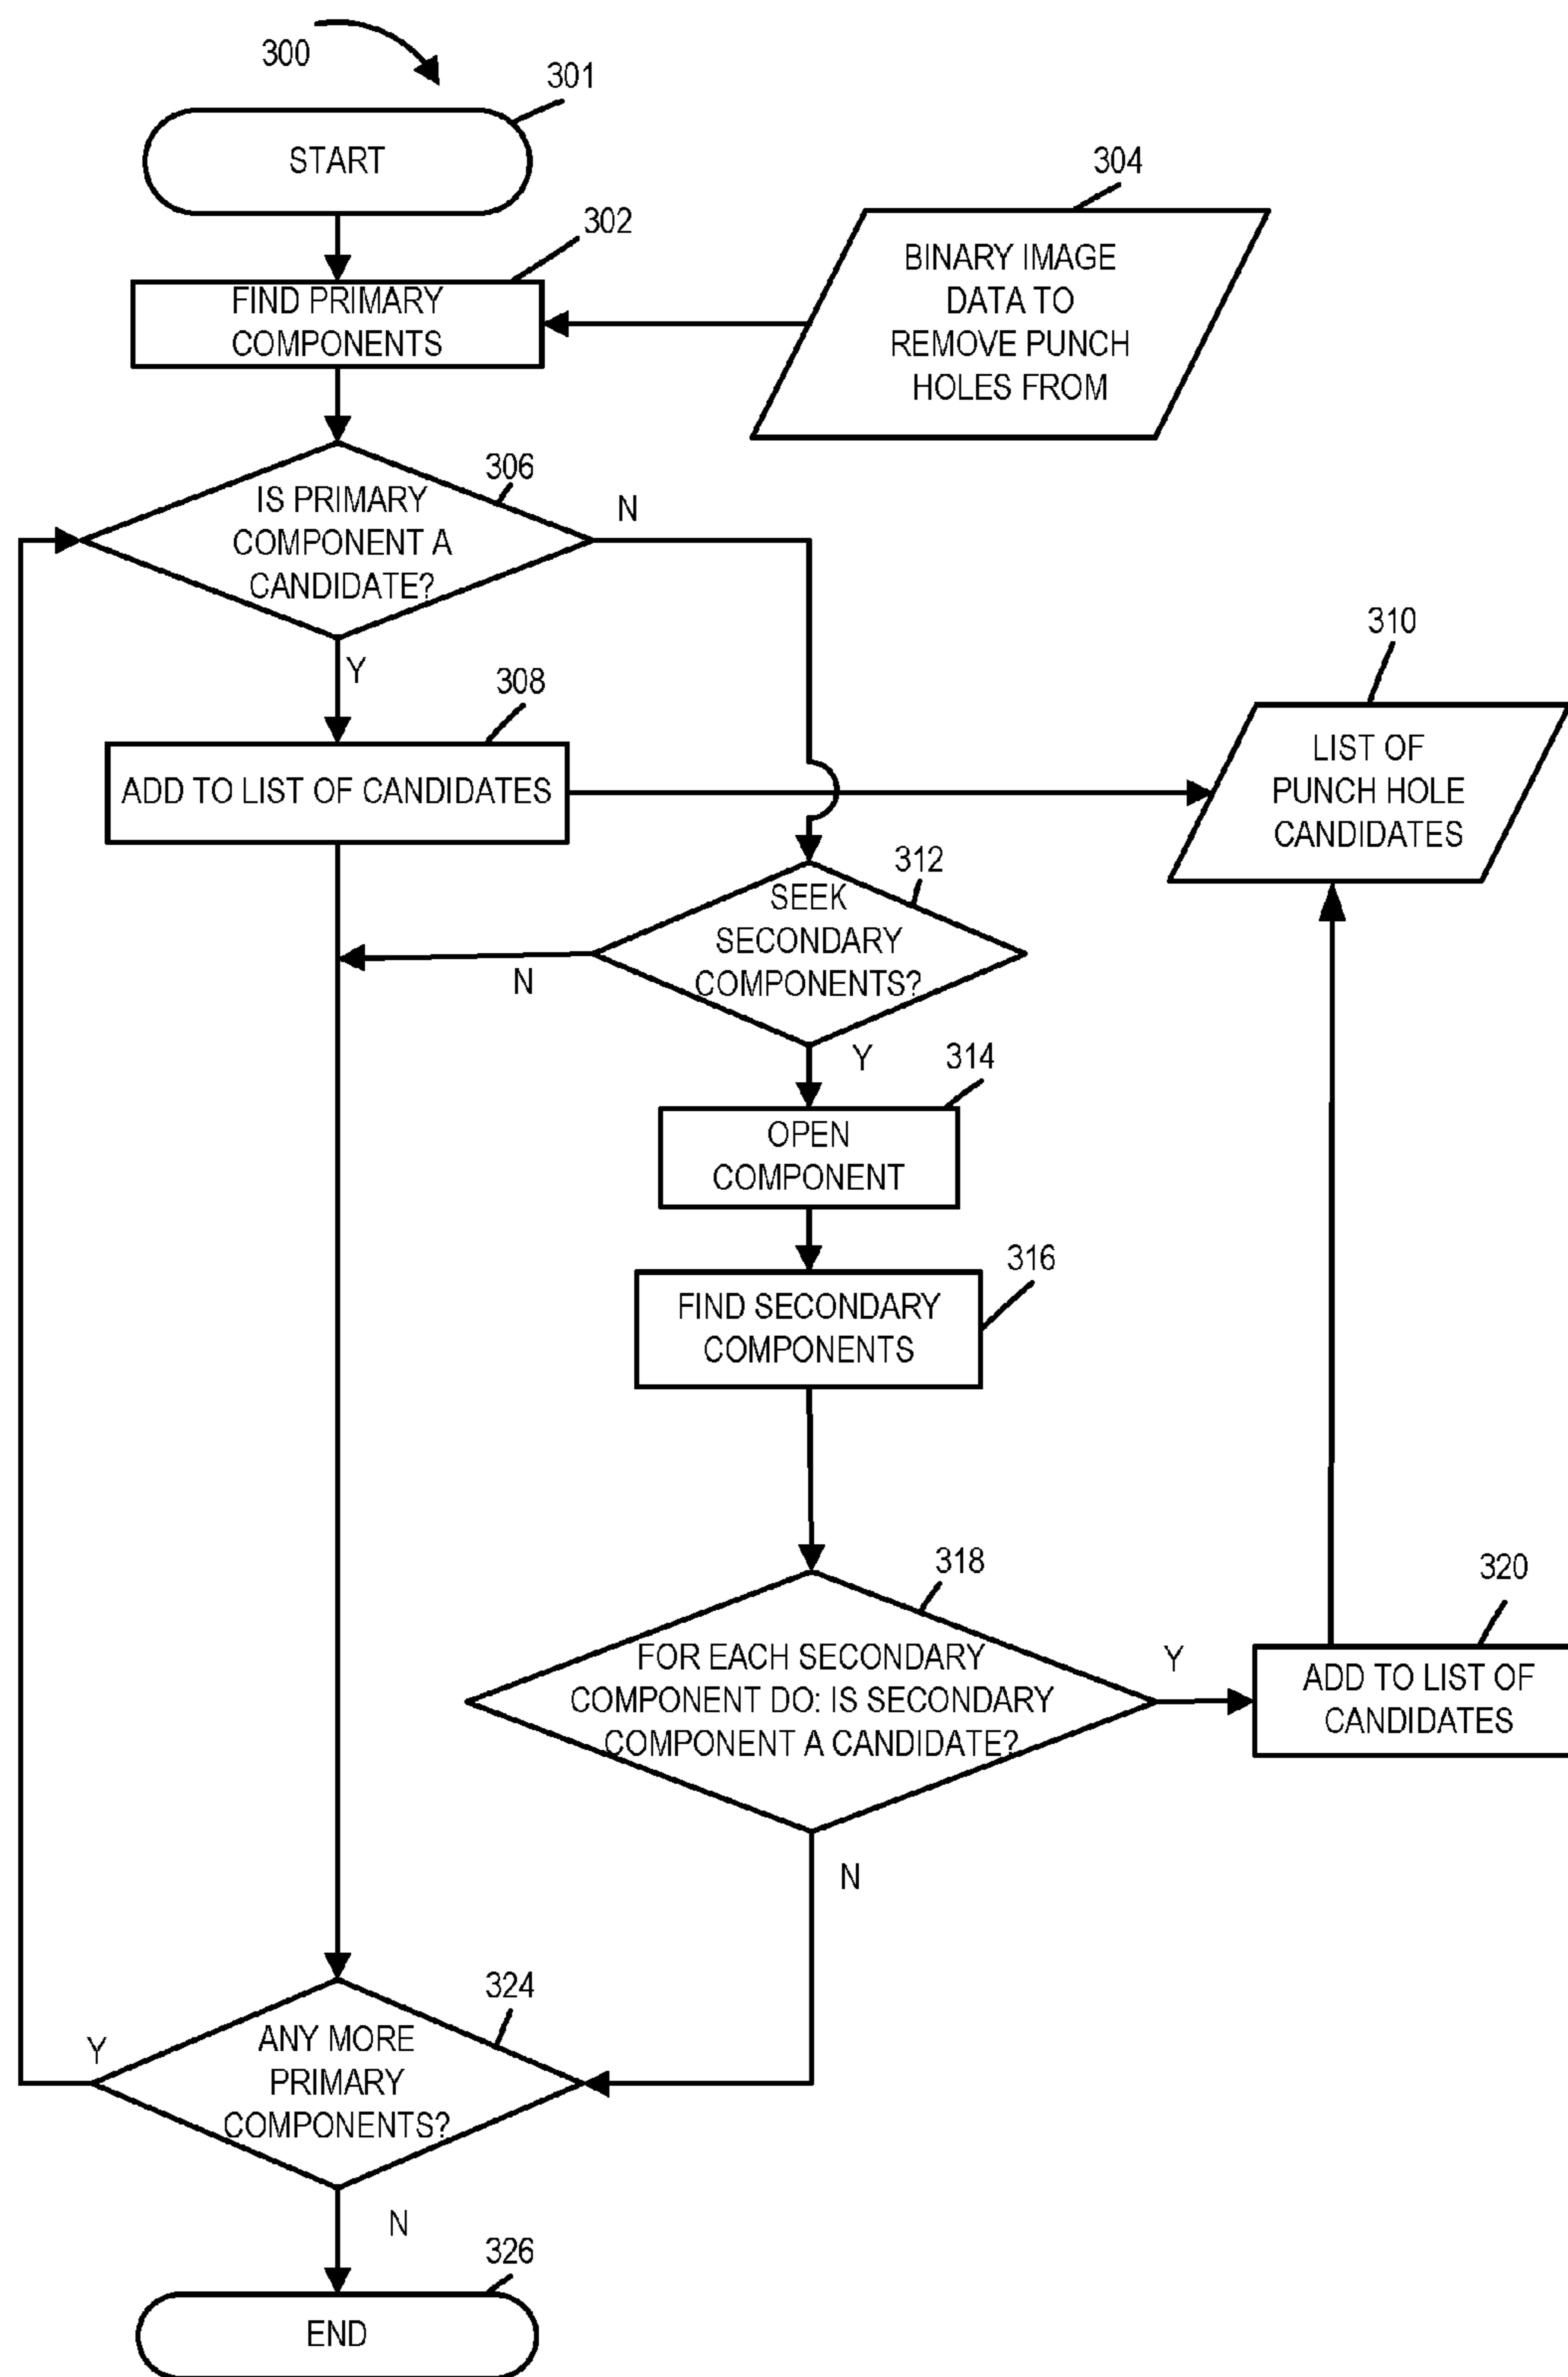 300
301
START
302
FIND PRIMARY
COMPONENTS
304
BINARY IMAGE
DATA TO
REMOVE PUNCH
HOLES FROM
306
IS PRIMARY
COMPONENT A
CANDIDATE?
N
Y
308
ADD TO LIST OF CANDIDATES
310
LIST OF
PUNCH HOLE
CANDIDATES
312
SEEK
SECONDARY
COMPONENTS?
N
Y
314
OPEN
COMPONENT
316
FIND SECONDARY
COMPONENTS
318
FOR EACH SECONDARY
COMPONENT DO: IS SECONDARY
COMPONENT A CANDIDATE?
Y
320
ADD TO LIST OF
CANDIDATES
N
324
ANY MORE
PRIMARY
COMPONENTS?
Y
N
326
END